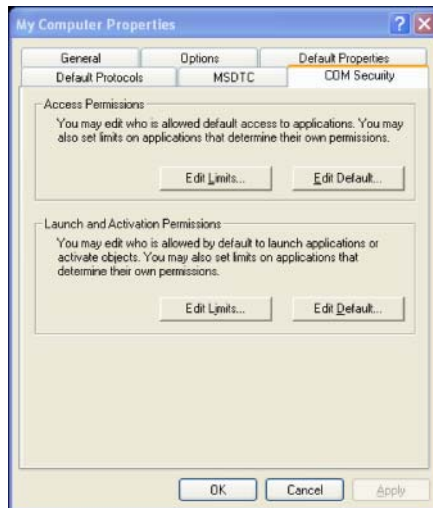 My Computer Properties
General Options Default Properties
Default Protocols MSDTC COM Security
Access Permissions
You may edit who is allowed default access to applications. You may
also set limits on applications that determine their own permissions.
Edit Limits... Edit Default...
Launch and Activation Permissions
You may edit who is allowed by default to launch applications or
activate objects. You may also set limits on applications that
determine their own permissions.
Edit Limits... Edit Default...
OK Cancel Apply